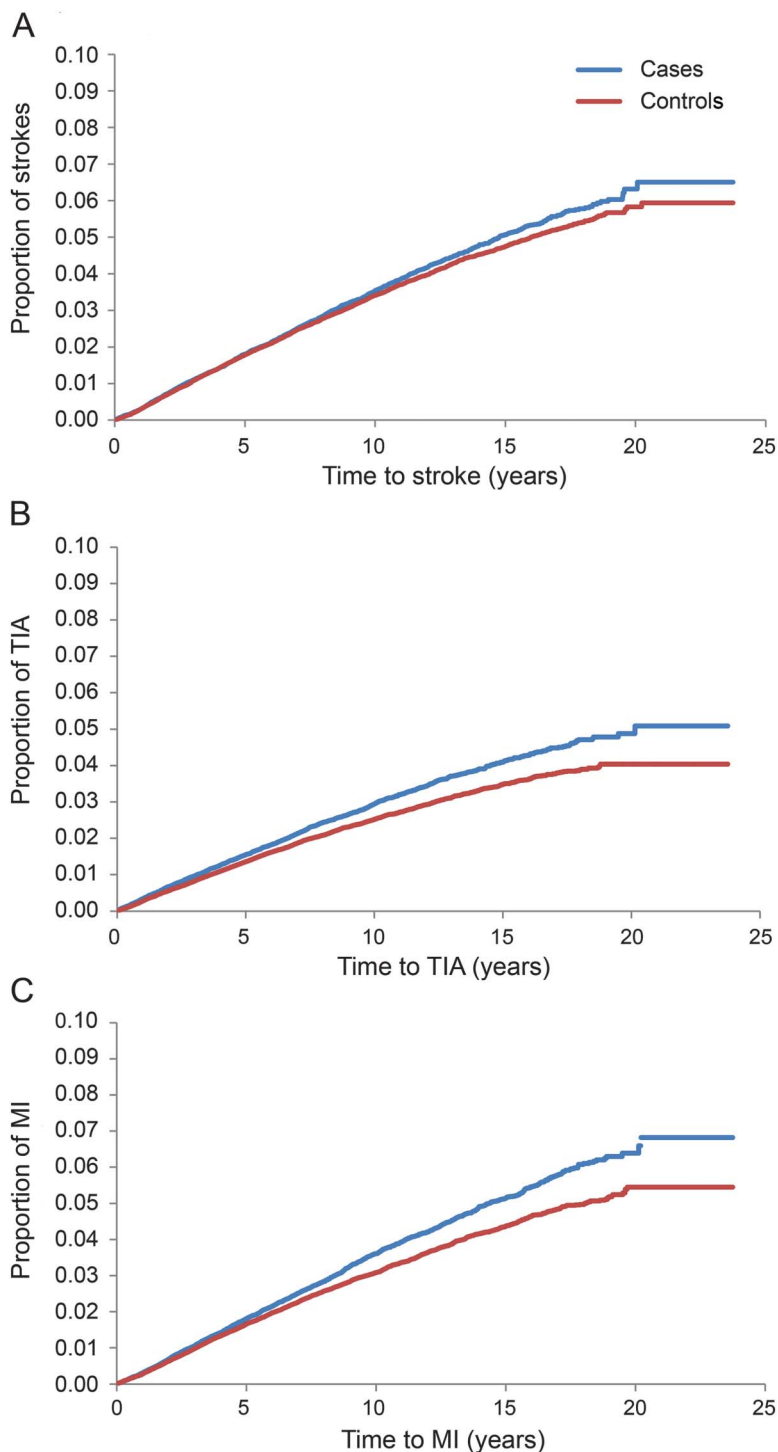 A
0.10
0.09
0.08
0.07
0.06
0.05
0.04
0.03
0.02
0.01
0.00
Proportion of strokes
Cases
Controls
0 5 10 15 20 25
Time to stroke (years)
B
0.10
0.09
0.08
0.07
0.06
0.05
0.04
0.03
0.02
0.01
0.00
Proportion of TIA
0 5 10 15 20 25
Time to TIA (years)
C
0.10
0.09
0.08
0.07
0.06
0.05
0.04
0.03
0.02
0.01
0.00
Proportion of MI
0 5 10 15 20 25
Time to MI (years)